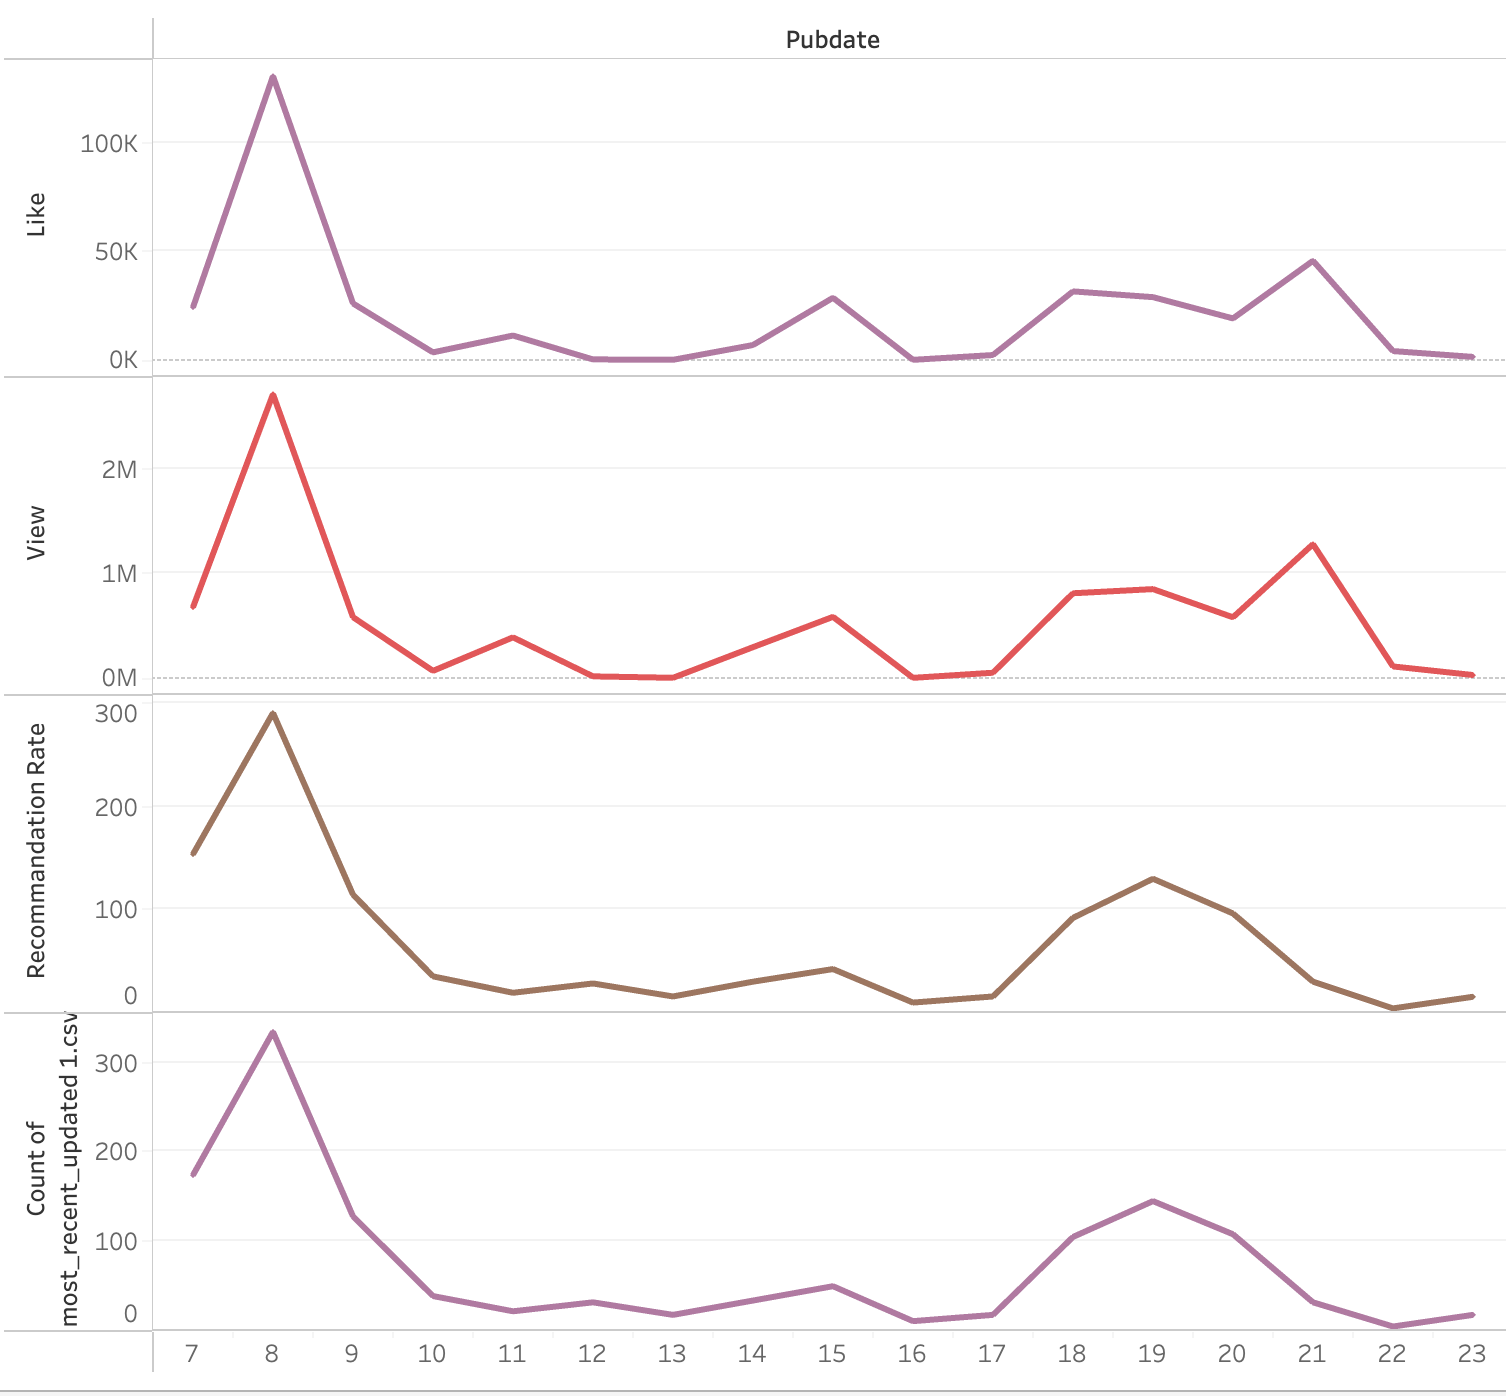 Pubdate
Like
100K
50K
0K
View
2M
1M
0M
Recommandation Rate
300
200
100
0
Count of
most_recent_updated 1.csv
300
200
100
0
7 8 9 10 11 12 13 14 15 16 17 18 19 20 21 22 23